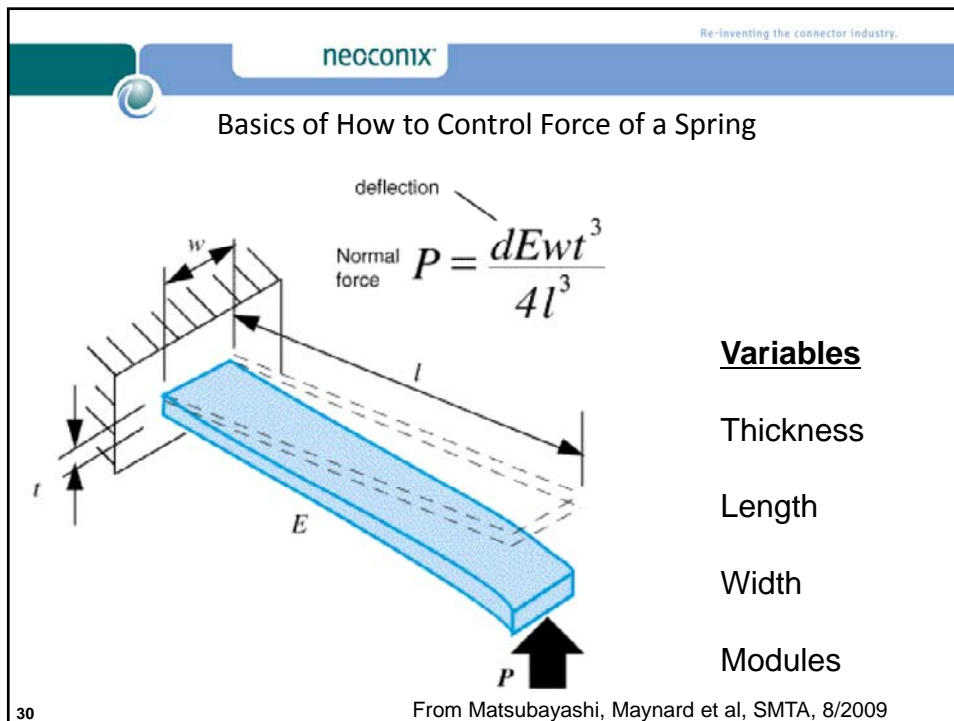 Re-inventing the connector industry.
neoconix™
Basics of How to Control Force of a Spring
deflection
Normal force P = dEwt³ / 4l³
w
l
t
E
P
Variables
Thickness
Length
Width
Modules
30
From Matsubayashi, Maynard et al, SMTA, 8/2009